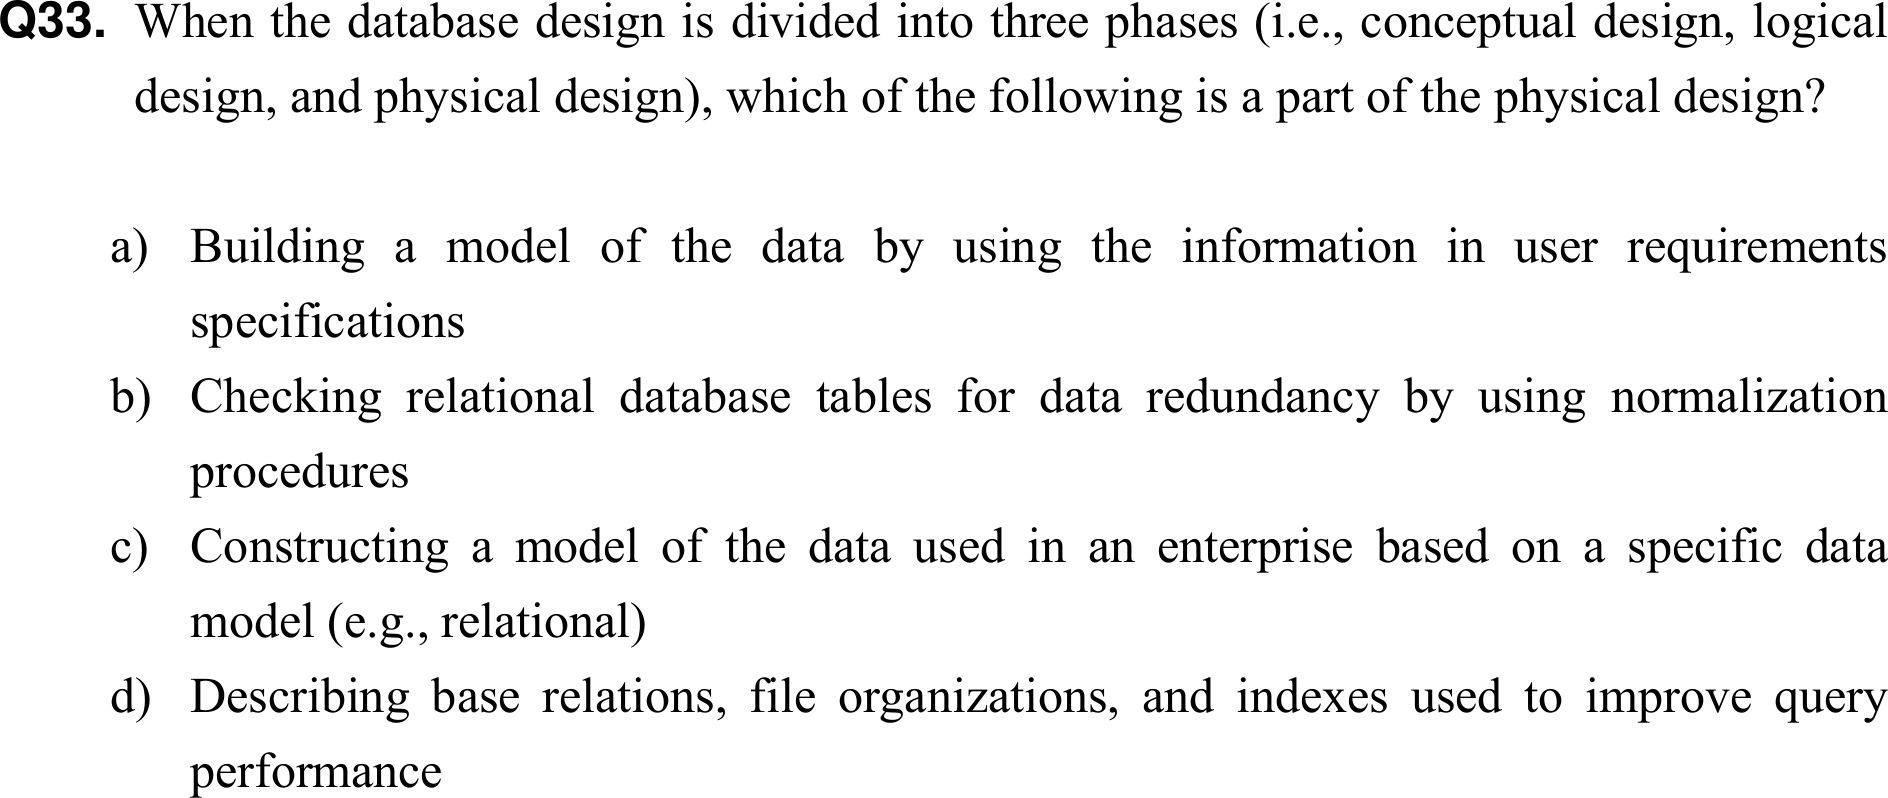 Q33. When the database design is divided into three phases (i.e., conceptual design, logical
design, and physical design), which of the following is a part of the physical design?
a) Building a model of the data by using the information in user requirements
specifications
b) Checking relational database tables for data redundancy by using normalization
procedures
c) Constructing a model of the data used in an enterprise based on a specific data
model (e.g., relational)
d) Describing base relations, file organizations, and indexes used to improve query
performance